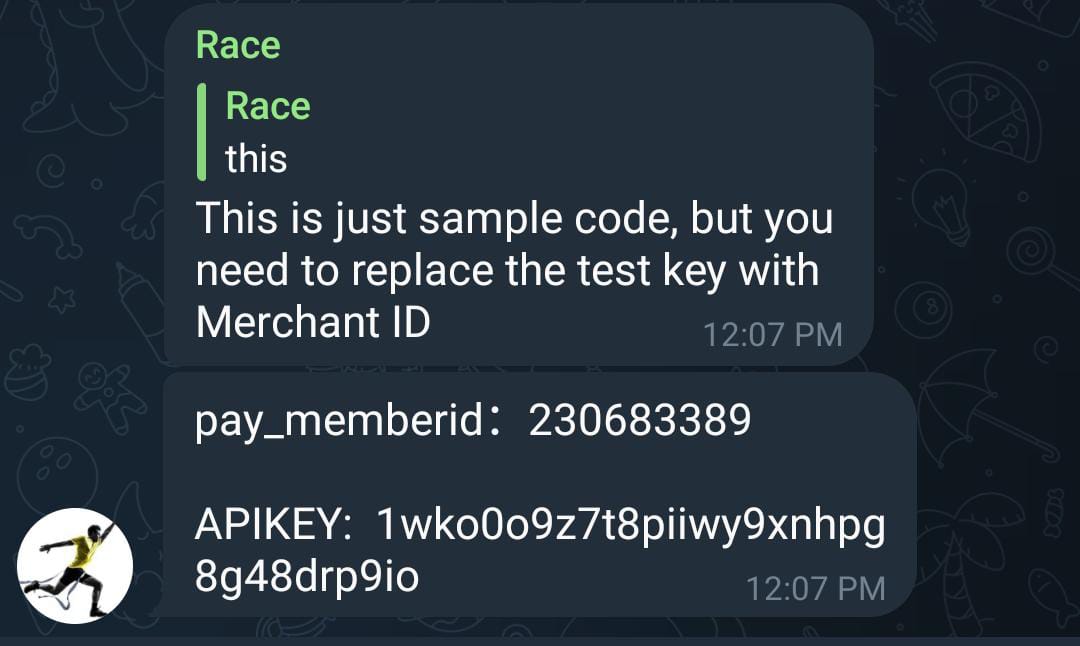 Race
Race
this
This is just sample code, but you
need to replace the test key with
Merchant ID
12:07 PM
pay_memberid：230683389
APIKEY: 1wko0o9z7t8piiwy9xnhpg
8g48drp9io
12:07 PM